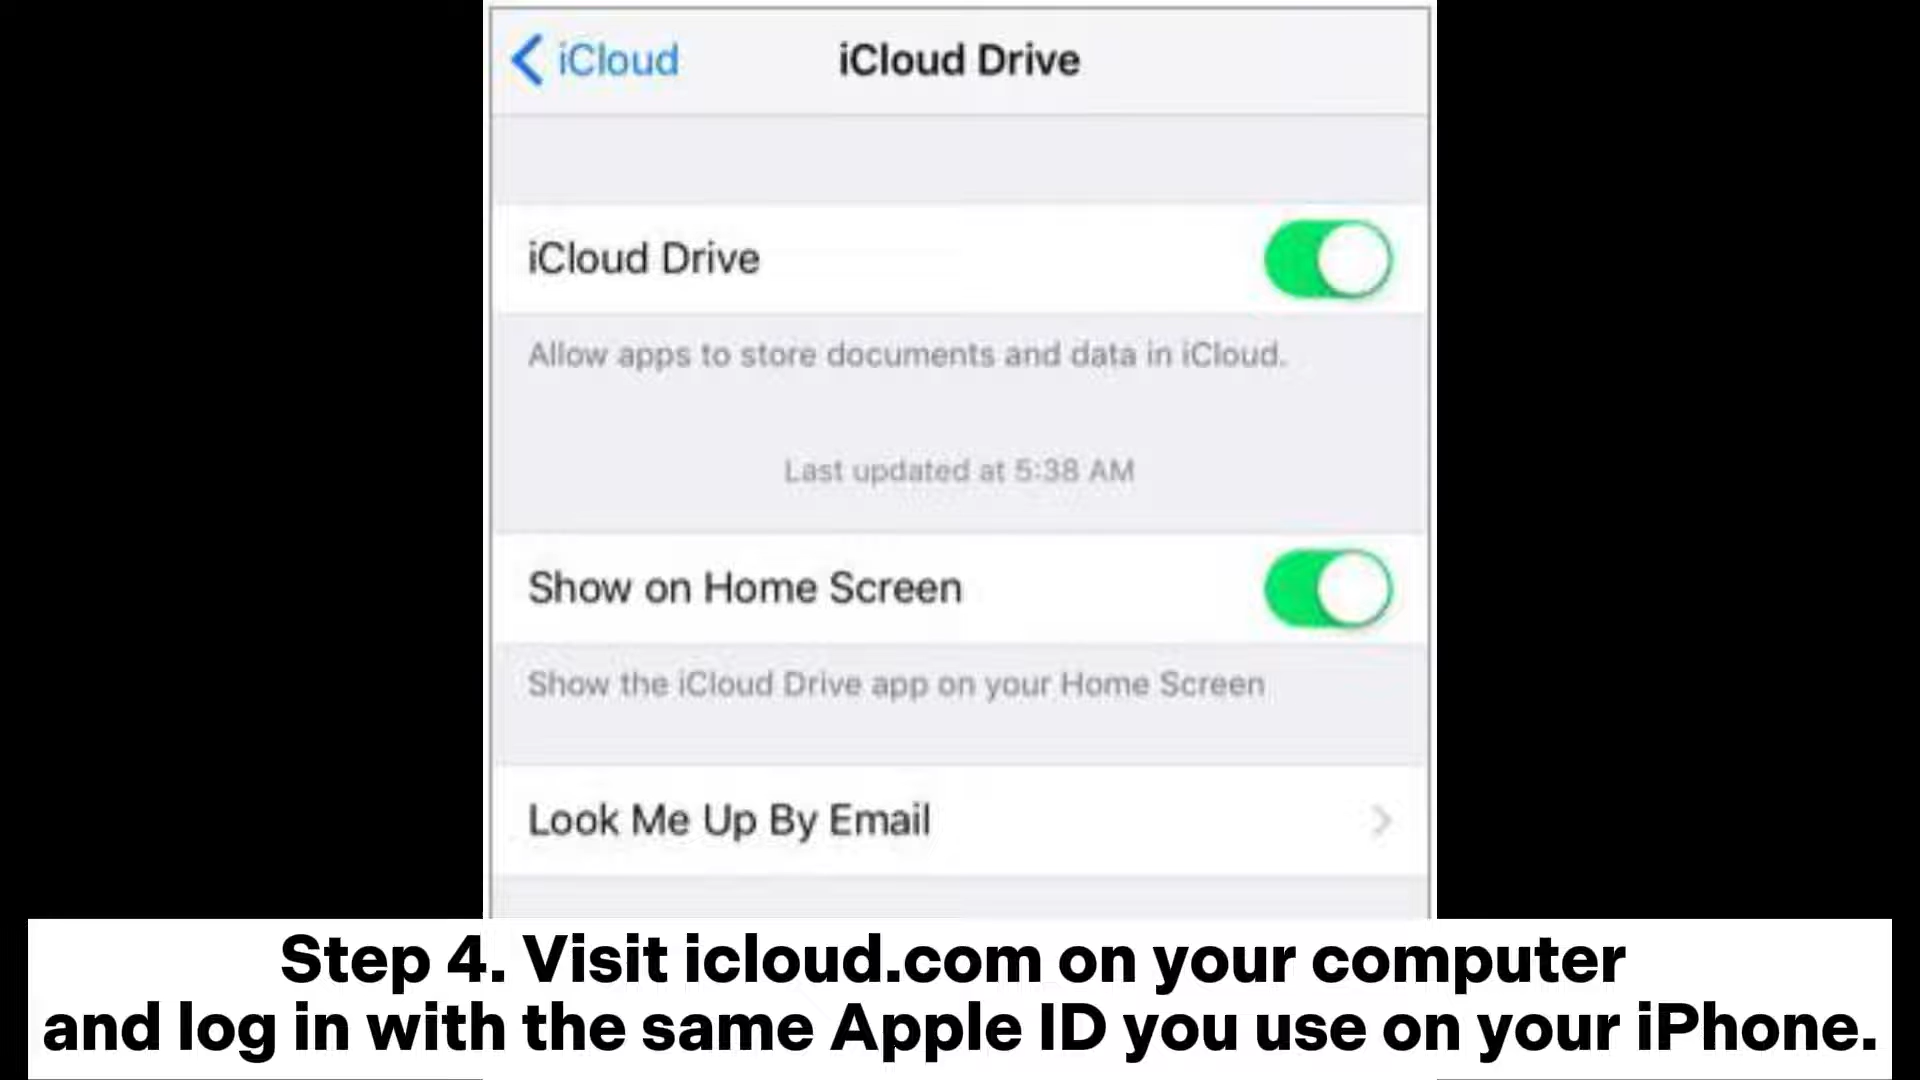 iCloud
iCloud Drive
iCloud Drive
Allow apps to store documents and data in iCloud.
Last updated at 5:38 AM
Show on Home Screen
Show the iCloud Drive app on your Home Screen
Look Me Up By Email
Step 4. Visit icloud.com on your computer
and log in with the same Apple ID you use on your iPhone.